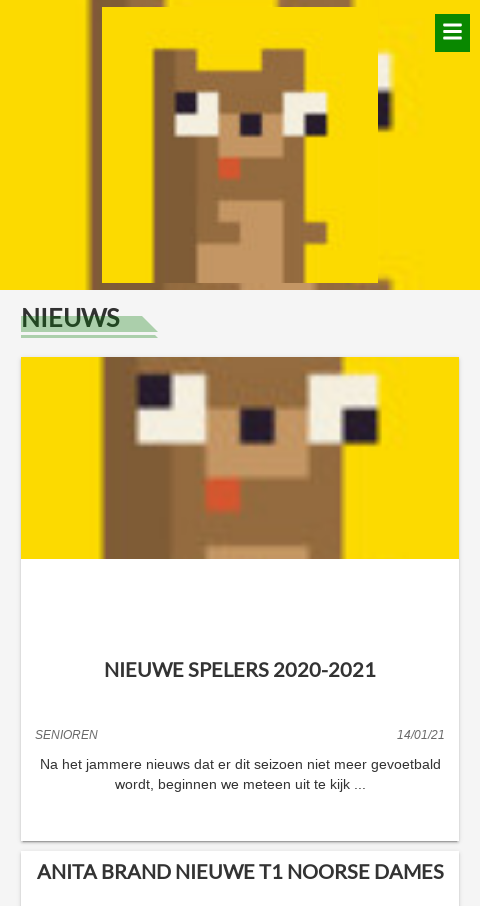 NIEUWS
NIEUWE SPELERS 2020-2021
SENIOREN 14/01/21
Na het jammere nieuws dat er dit seizoen niet meer gevoetbald
wordt, beginnen we meteen uit te kijk ...
ANITA BRAND NIEUWE T1 NOORSE DAMES